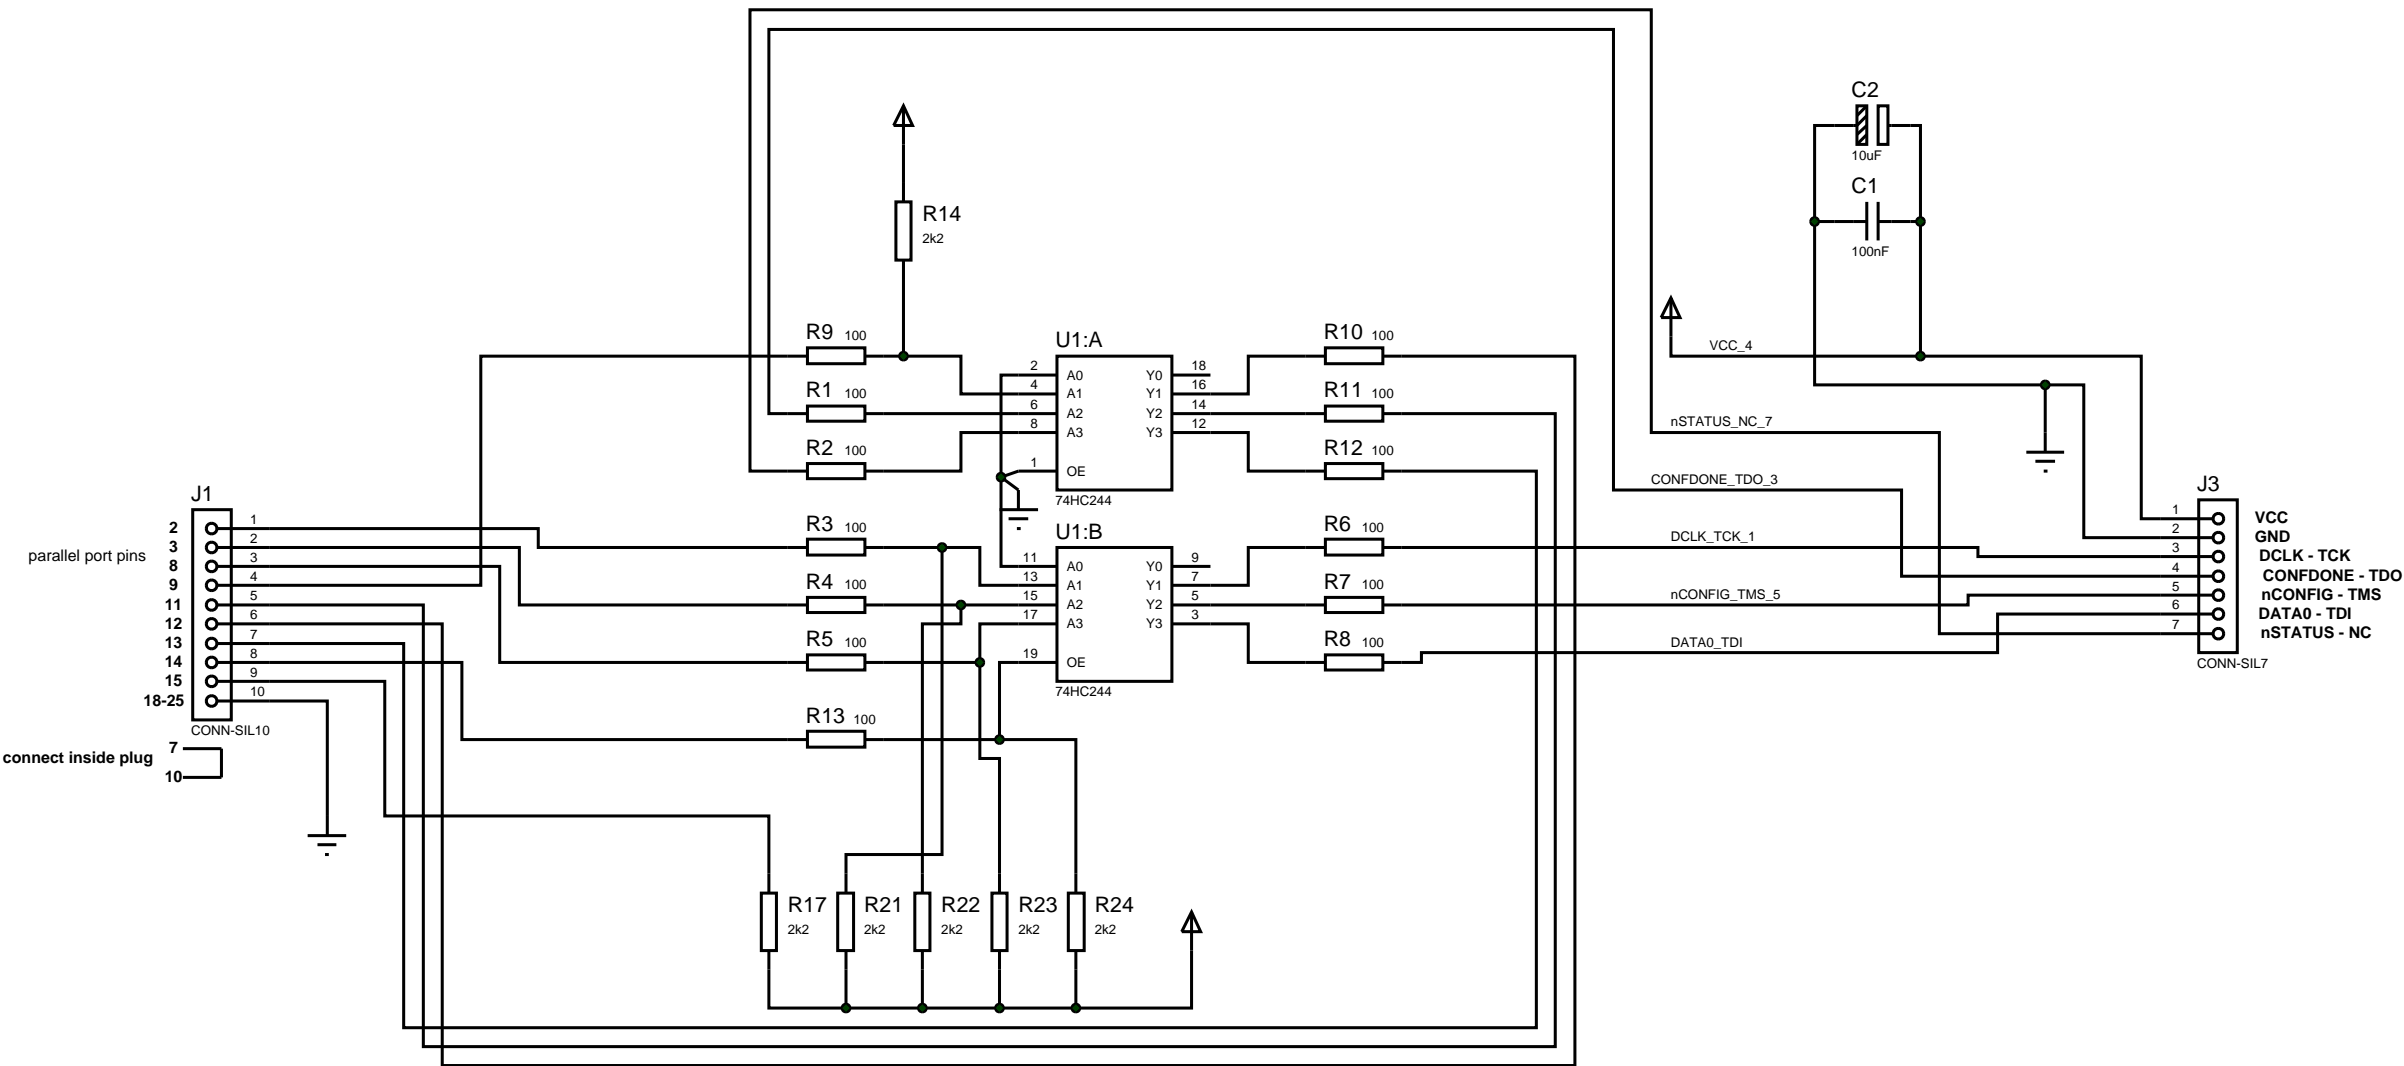 C2
10uF
C1
100nF
R14
2k2
R9 100
R1 100
R2 100
R3 100
R4 100
R5 100
R13 100
U1:A
2 A0 Y0 18
4 A1 Y1 16
6 A2 Y2 14
8 A3 Y3 12
1 OE
74HC244
U1:B
11 A0 Y0 9
13 A1 Y1 7
15 A2 Y2 5
17 A3 Y3 3
19 OE
74HC244
R10 100
R11 100
R12 100
R6 100
R7 100
R8 100
VCC_4
nSTATUS_NC_7
CONFDONE_TDO_3
DCLK_TCK_1
nCONFIG_TMS_5
DATA0_TDI
J1
parallel port pins
2 1
3 2
8 3
9 4
11 5
12 6
13 7
14 8
15 9
18-25 10
CONN-SIL10
connect inside plug
7
10
J3
1 VCC
2 GND
3 DCLK - TCK
4 CONFDONE - TDO
5 nCONFIG - TMS
6 DATA0 - TDI
7 nSTATUS - NC
CONN-SIL7
R17
2k2
R21
2k2
R22
2k2
R23
2k2
R24
2k2